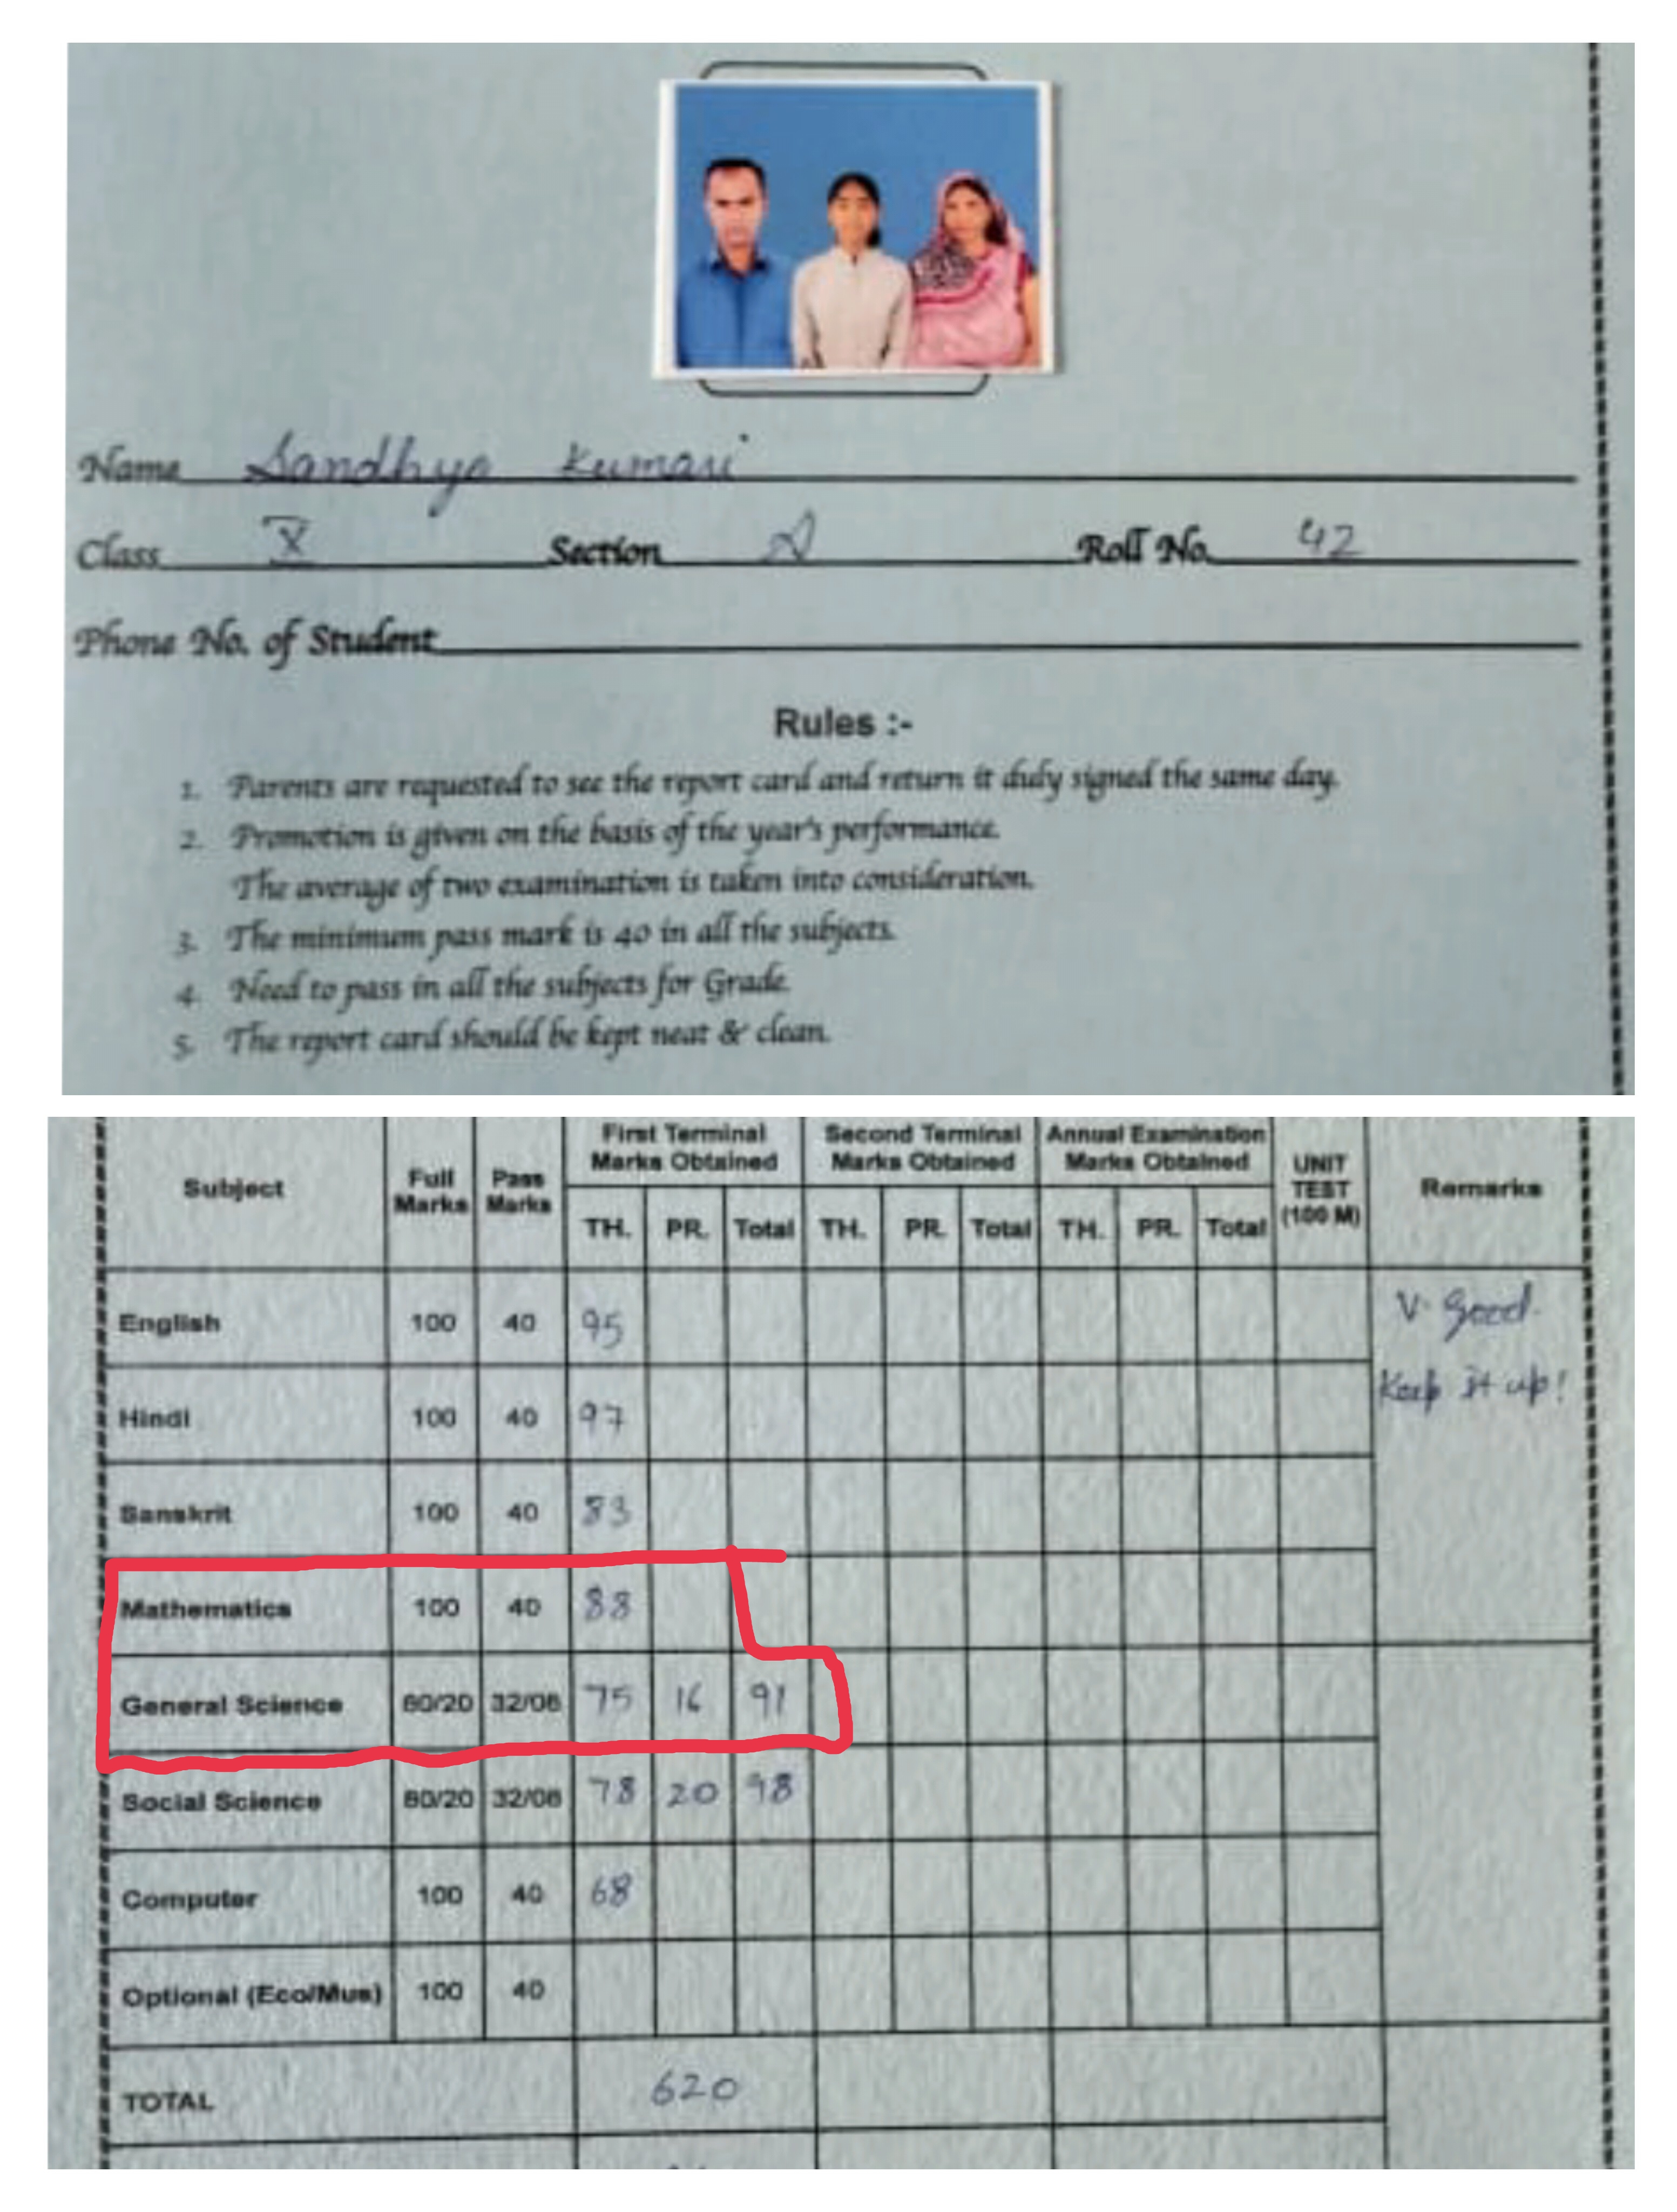 Name Sandhya Kumari
Class X Section A Roll No. 42
Phone No. of Student
Rules :-
1. Parents are requested to see the report card and return it duly signed the same day.
2. Promotion is given on the basis of the year's performance.
The average of two examination is taken into consideration.
3. The minimum pass mark is 40 in all the subjects.
4. Need to pass in all the subjects for Grade.
5. The report card should be kept neat & clean.
Subject Full Marks Pass Marks First Terminal Marks Obtained Second Terminal Marks Obtained Annual Examination Marks Obtained UNIT TEST (100 M) Remarks
TH. PR. Total TH. PR. Total TH. PR. Total
English 100 40 95 V. Good.
Keep it up!
Hindi 100 40 97
Sanskrit 100 40 83
Mathematics 100 40 88
General Science 80/20 32/08 75 16 91
Social Science 80/20 32/08 78 20 98
Computer 100 40 68
Optional (Eco/Mus) 100 40
TOTAL 620